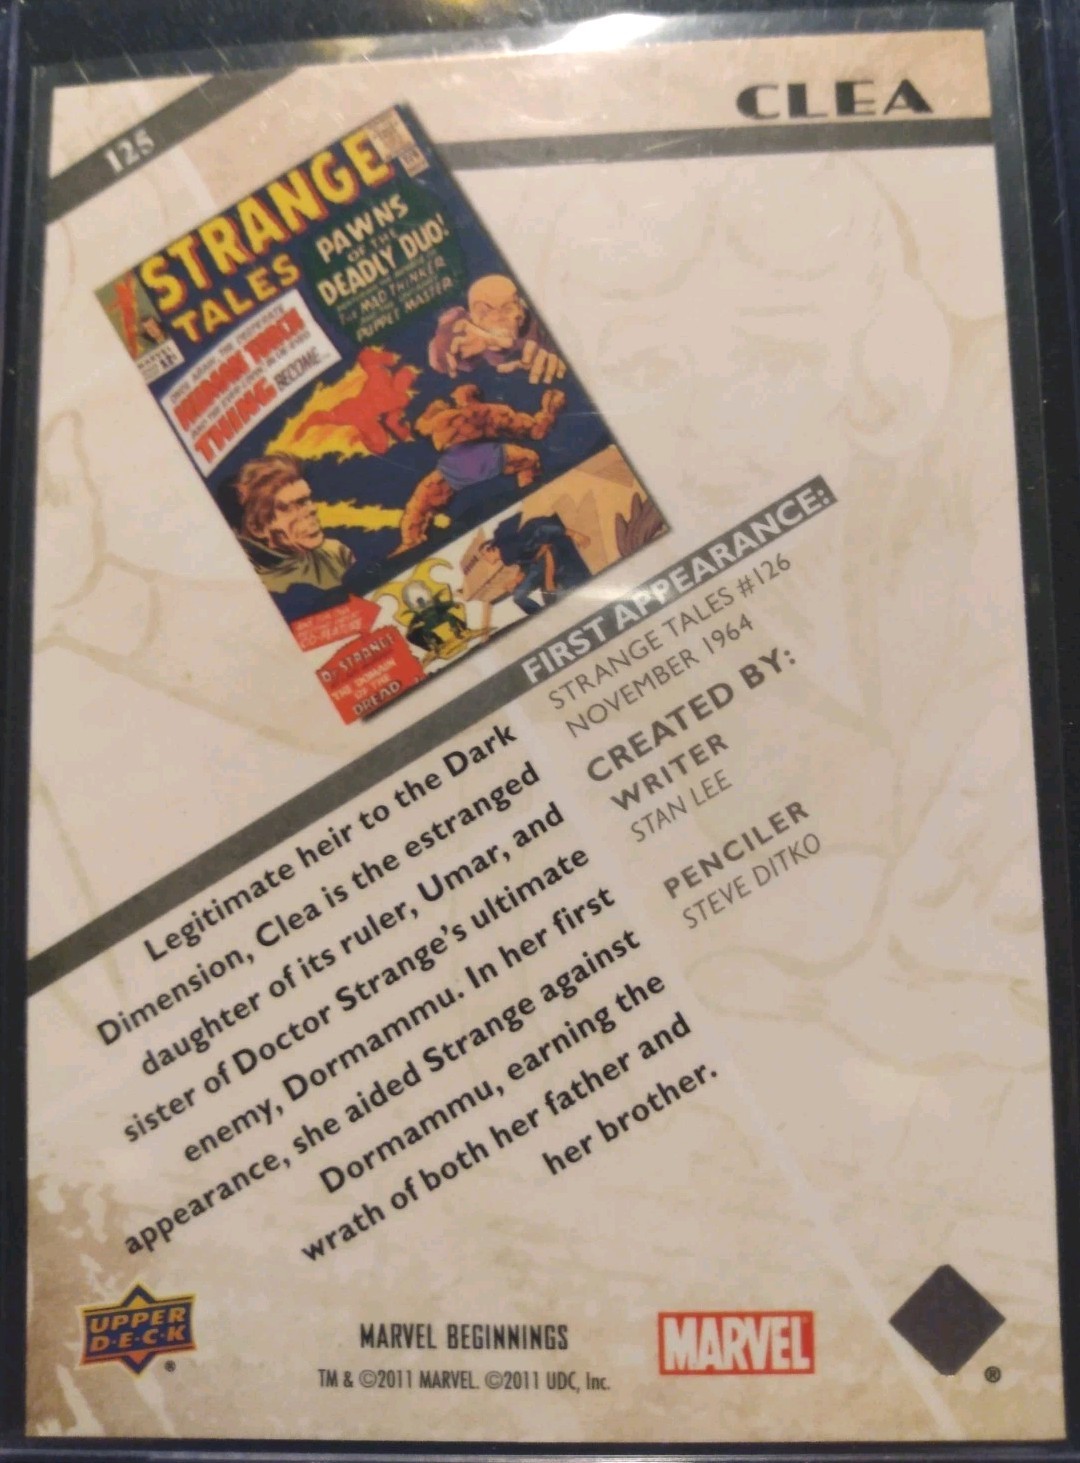 125
CLEA
STRANGE
TALES
PAWNS
OF THE
DEADLY DUO!
THE MAD THINKER
PUPPET MASTER
HUMAN TORCH
THING BECOME...
MARVEL
12¢
DR. STRANGE
THE DOMAIN
OF THE
DREAD
FIRST APPEARANCE:
STRANGE TALES #126
NOVEMBER 1964
CREATED BY:
WRITER
STAN LEE
PENCILER
STEVE DITKO
Legitimate heir to the Dark
Dimension, Clea is the estranged
daughter of its ruler, Umar, and
sister of Doctor Strange's ultimate
enemy, Dormammu. In her first
appearance, she aided Strange against
Dormammu, earning the
wrath of both her father and
her brother.
UPPER
D·E·C·K
®
MARVEL BEGINNINGS
TM & ©2011 MARVEL. ©2011 UDC, Inc.
MARVEL
®